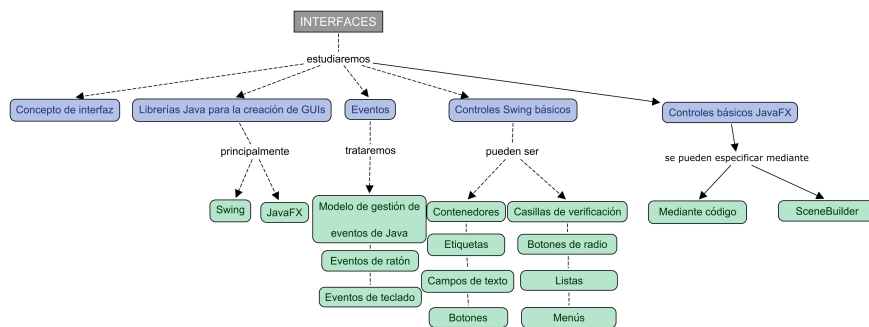 INTERFACES
estudiaremos
Concepto de interfaz
Librerías Java para la creación de GUIs
Eventos
Controles Swing básicos
Controles básicos JavaFX
principalmente
trataremos
pueden ser
se pueden especificar mediante
Swing
JavaFX
Modelo de gestión de
eventos de Java
Eventos de ratón
Eventos de teclado
Contenedores
Etiquetas
Campos de texto
Botones
Casillas de verificación
Botones de radio
Listas
Menús
Mediante código
SceneBuilder